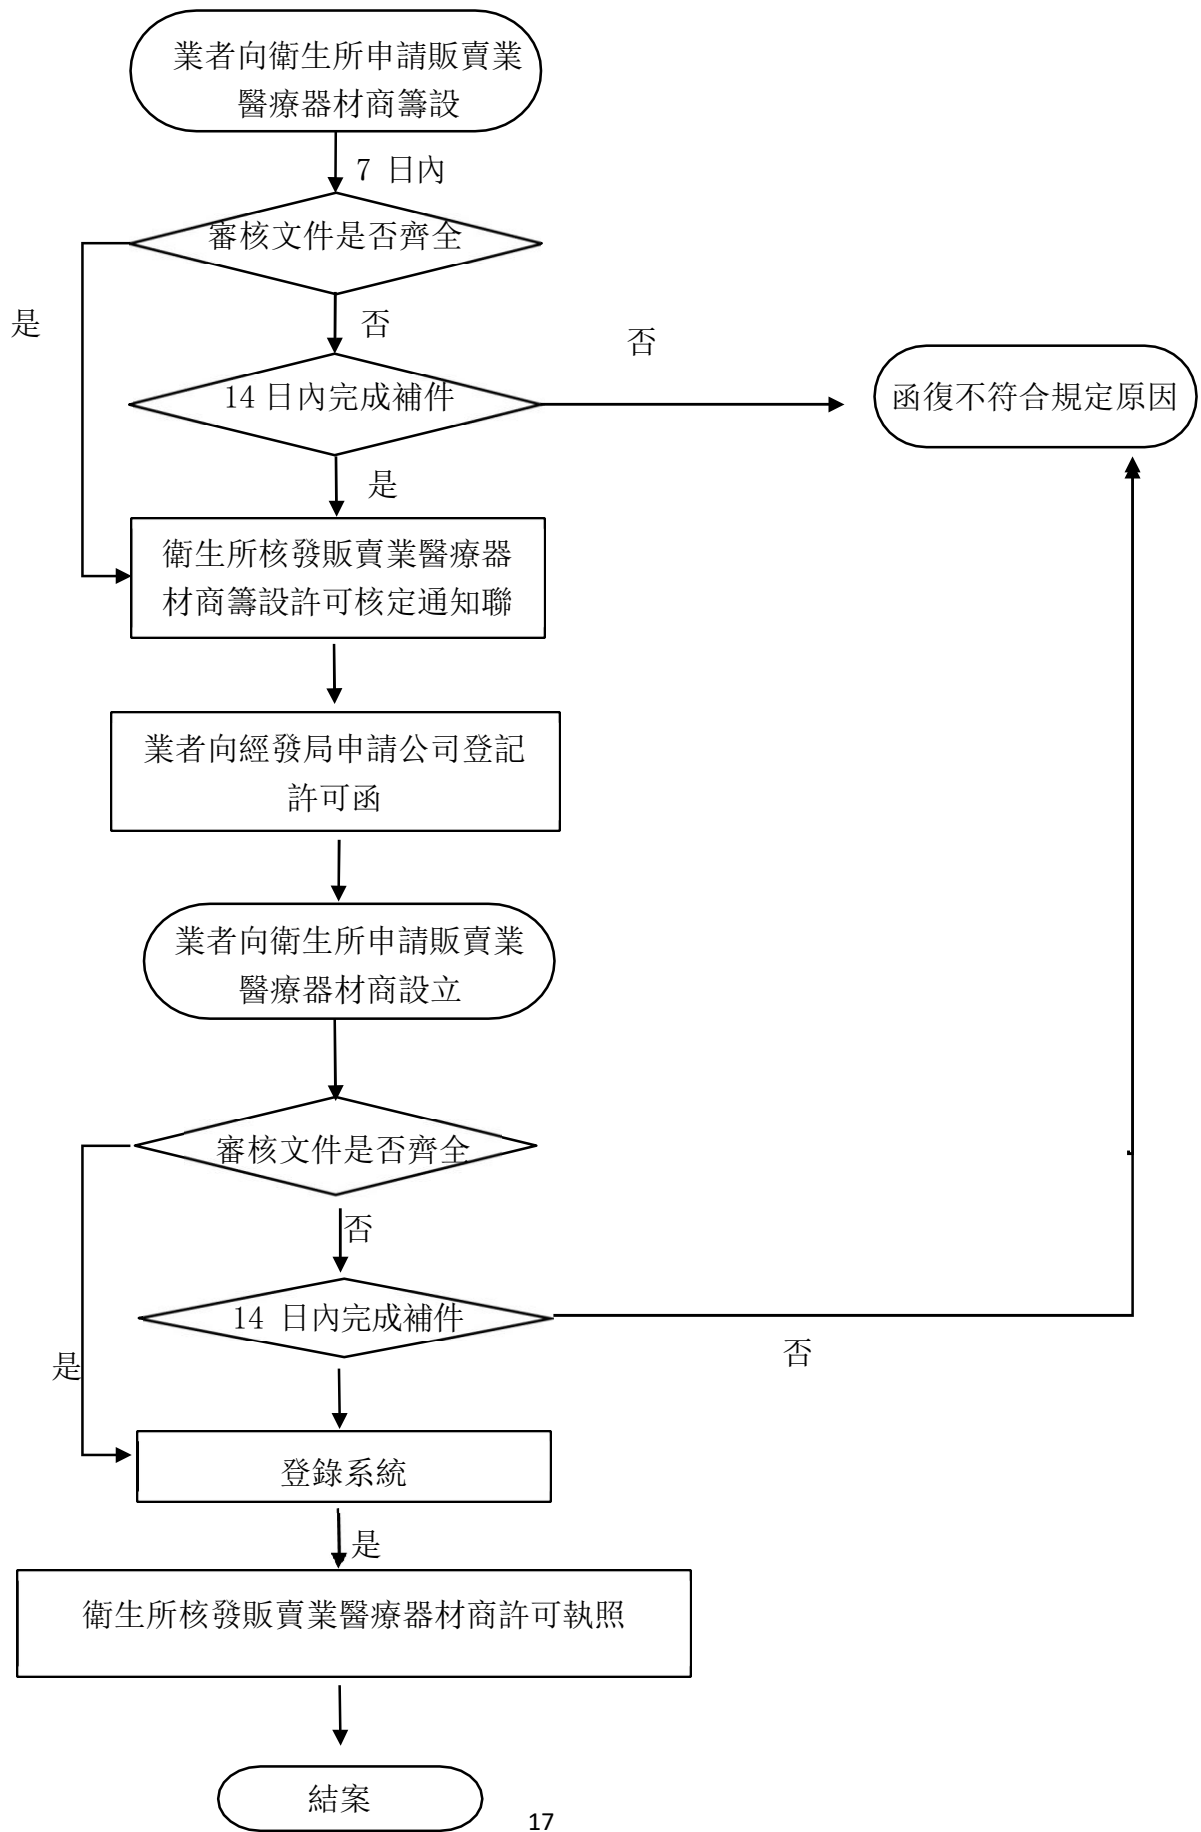 業者向衛生所申請販賣業
醫療器材商籌設
7 日內
審核文件是否齊全
是
否
否
14日內完成補件
函復不符合規定原因
是
衛生所核發販賣業醫療器
材商籌設許可核定通知聯
業者向經發局申請公司登記
許可函
業者向衛生所申請販賣業
醫療器材商設立
審核文件是否齊全
否
14 日內完成補件
是
否
登錄系統
是
衛生所核發販賣業醫療器材商許可執照
結案
17